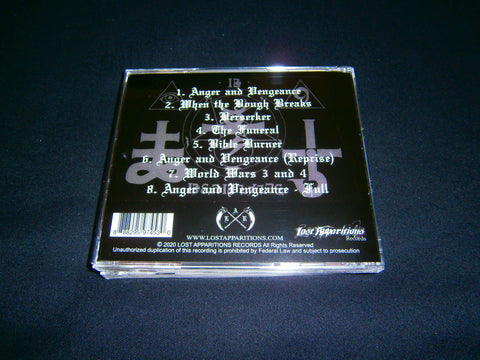 1. Anger and Vengeance
2. When the Bough Breaks
3. Berserker
4. The Funeral
5. Bible Burner
6. Anger and Vengeance (Reprise)
7. World Wars 3 and 4
8. Anger and Vengeance - Full
WWW.LOSTAPPARITIONS.COM
Lost Apparitions
Records
© 2020 LOST APPARITIONS RECORDS All Rights Reserved
Unauthorized duplication of this recording is prohibited by Federal Law and subject to prosecution